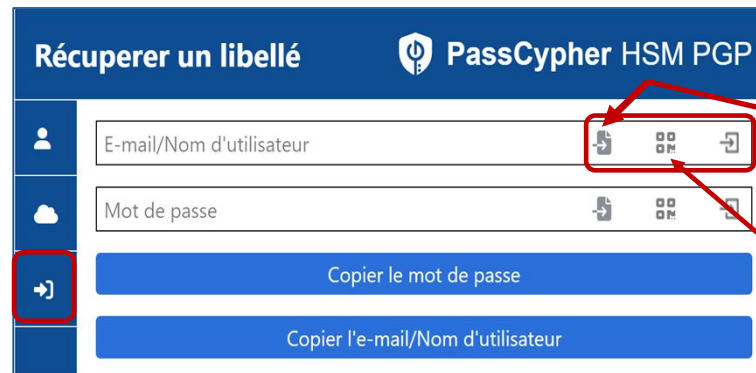 Récuperer un libellé
PassCypher HSM PGP
E-mail/Nom d'utilisateur
Mot de passe
Copier le mot de passe
Copier l'e-mail/Nom d'utilisateur